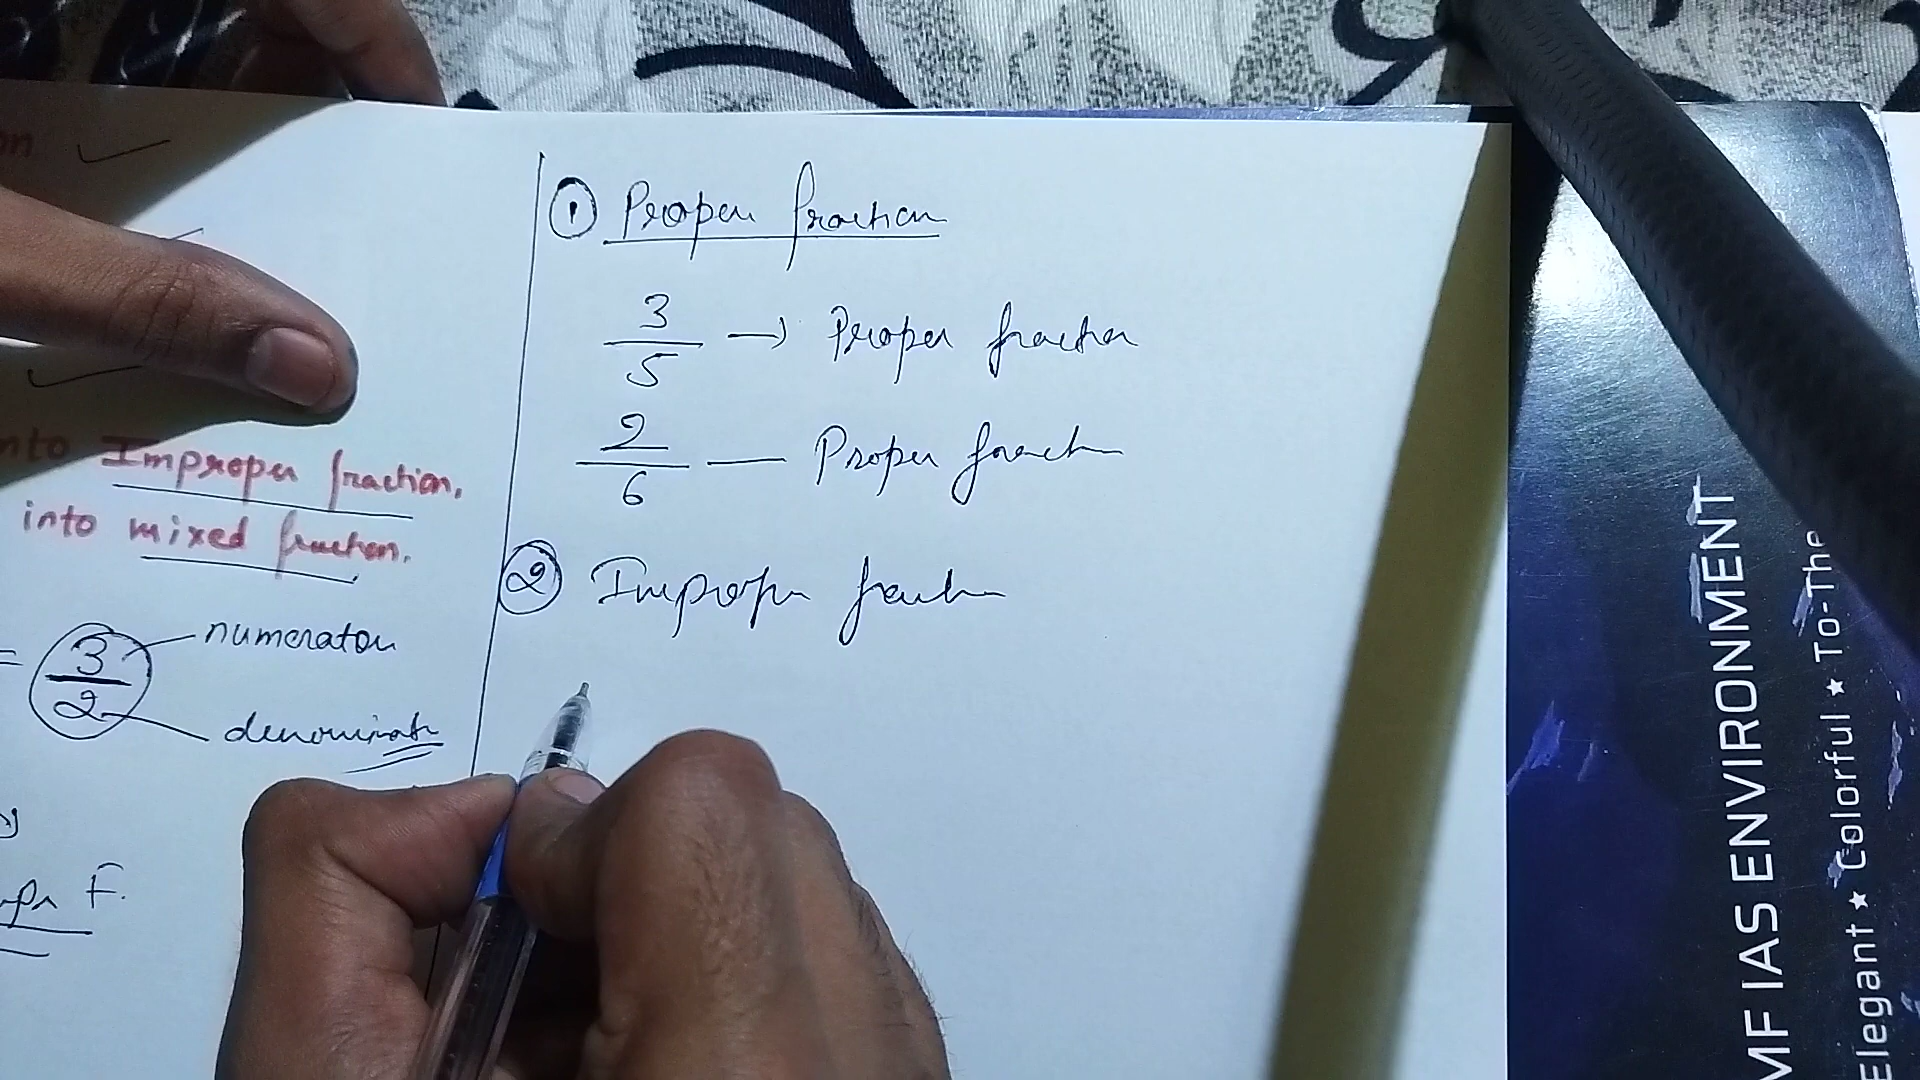 on
into Improper fraction.
into mixed fraction.
= 3/2
numerator
denominator
F.
① Proper fraction
3/5 → Proper fraction
2/6 — Proper fraction
② Improper fraction
MF IAS ENVIRONMENT
Elegant ★ Colorful ★ To-The